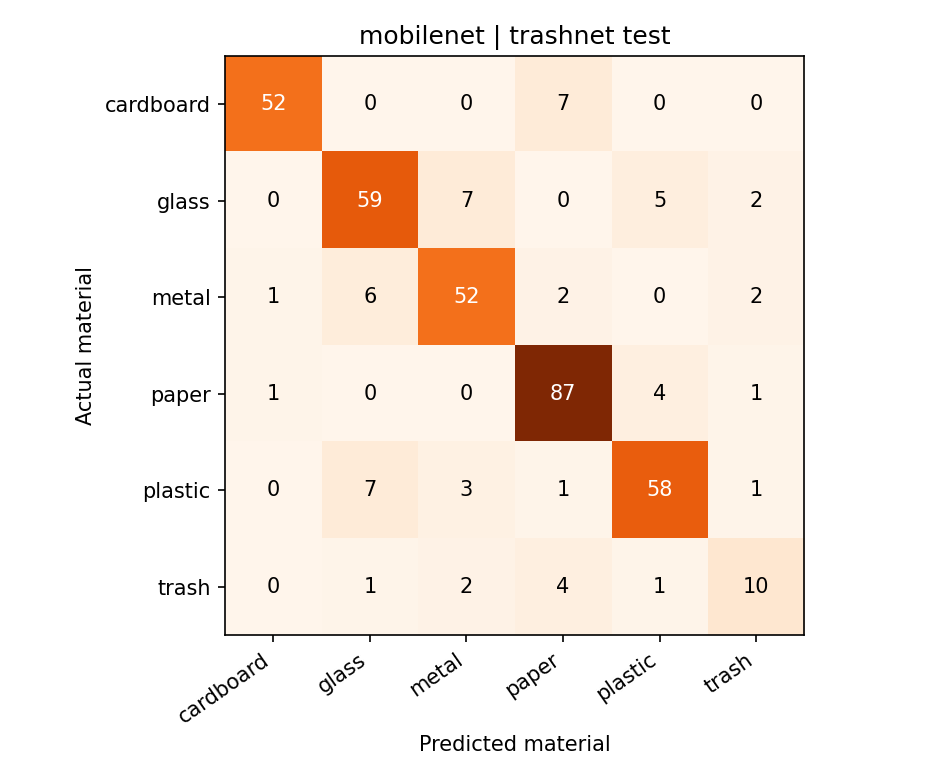 mobilenet | trashnet test
cardboard 52 0 0 7 0 0
glass 0 59 7 0 5 2
metal 1 6 52 2 0 2
paper 1 0 0 87 4 1
plastic 0 7 3 1 58 1
trash 0 1 2 4 1 10
cardboard glass metal paper plastic trash
Predicted material
Actual material